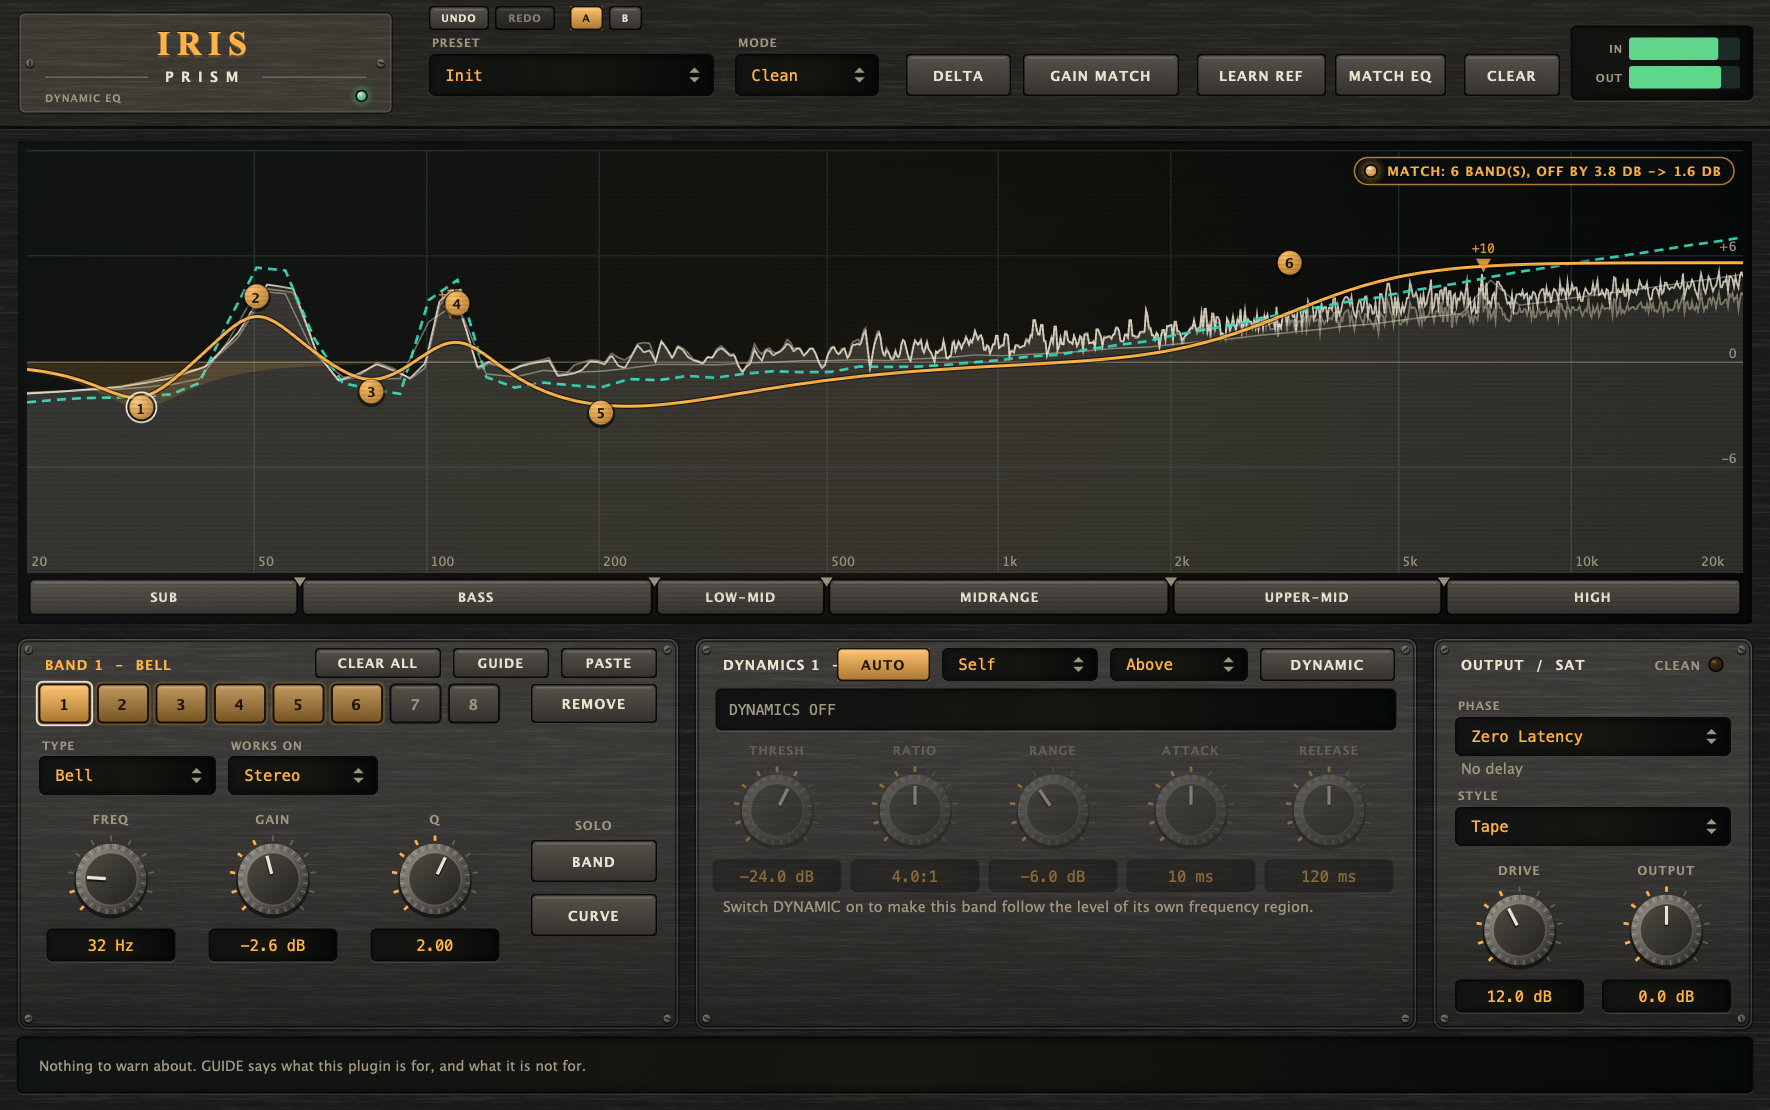 UNDO REDO A B
IRIS
PRISM
DYNAMIC EQ
PRESET MODE
Init Clean DELTA GAIN MATCH LEARN REF MATCH EQ CLEAR
IN
OUT
MATCH: 6 BAND(S), OFF BY 3.8 DB -> 1.6 DB
+10
+6
6
2
4
0
3
1
5
-6
20 50 100 200 500 1k 2k 5k 10k 20k
SUB BASS LOW-MID MIDRANGE UPPER-MID HIGH
BAND 1 - BELL CLEAR ALL GUIDE PASTE
1 2 3 4 5 6 7 8 REMOVE
TYPE WORKS ON
Bell Stereo
FREQ GAIN Q SOLO
BAND
CURVE
32 Hz -2.6 dB 2.00
DYNAMICS 1 - AUTO Self Above DYNAMIC
DYNAMICS OFF
THRESH RATIO RANGE ATTACK RELEASE
-24.0 dB 4.0:1 -6.0 dB 10 ms 120 ms
Switch DYNAMIC on to make this band follow the level of its own frequency region.
OUTPUT / SAT CLEAN
PHASE
Zero Latency
No delay
STYLE
Tape
DRIVE OUTPUT
12.0 dB 0.0 dB
Nothing to warn about. GUIDE says what this plugin is for, and what it is not for.